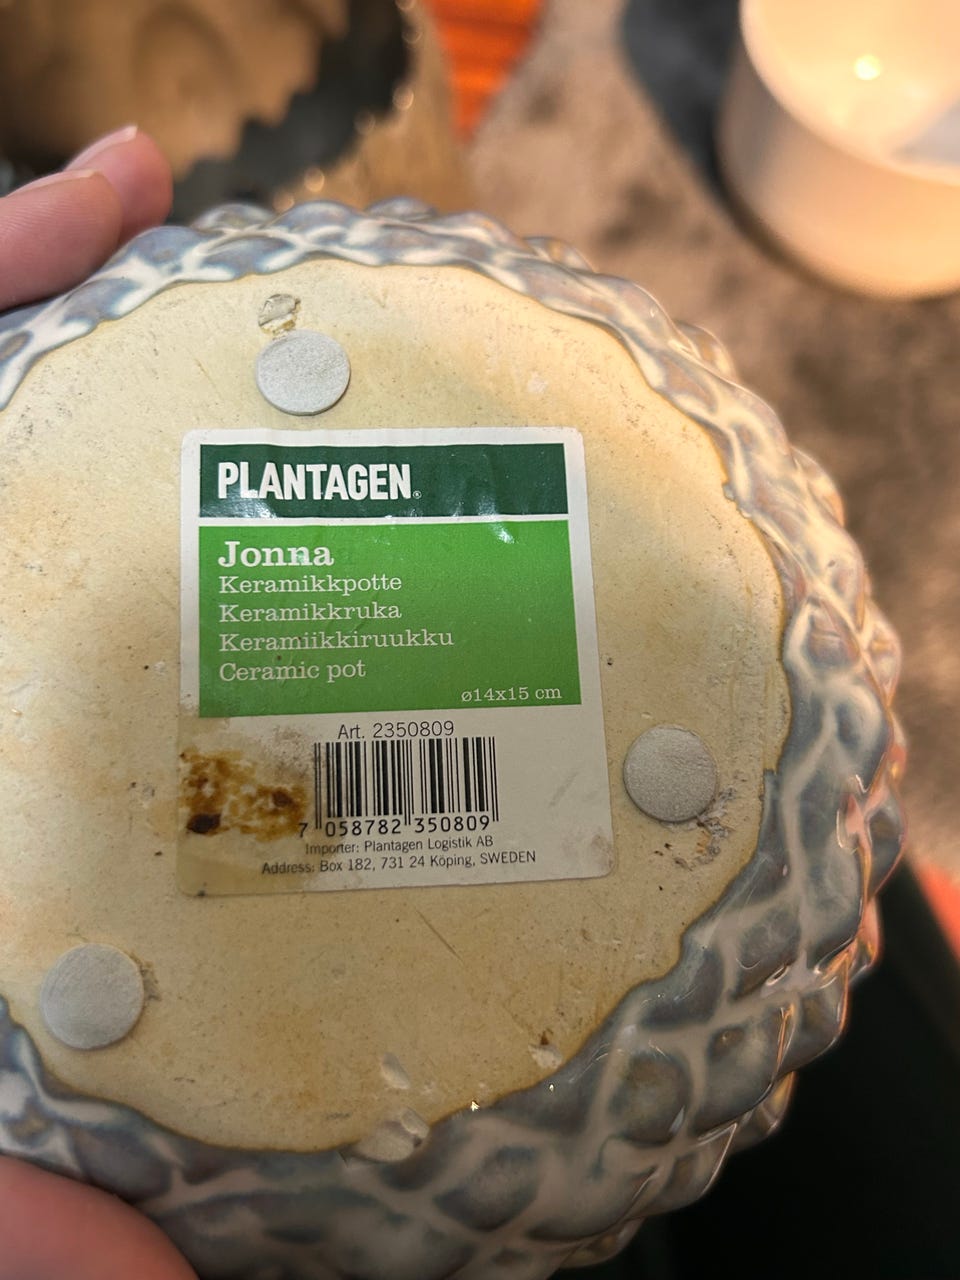 PLANTAGEN®
Jonna
Keramikkpotte
Keramikkruka
Keramiikkiruukku
Ceramic pot
ø14x15 cm
Art. 2350809
7 058782 350809
Importer: Plantagen Logistik AB
Address: Box 182, 731 24 Köping, SWEDEN